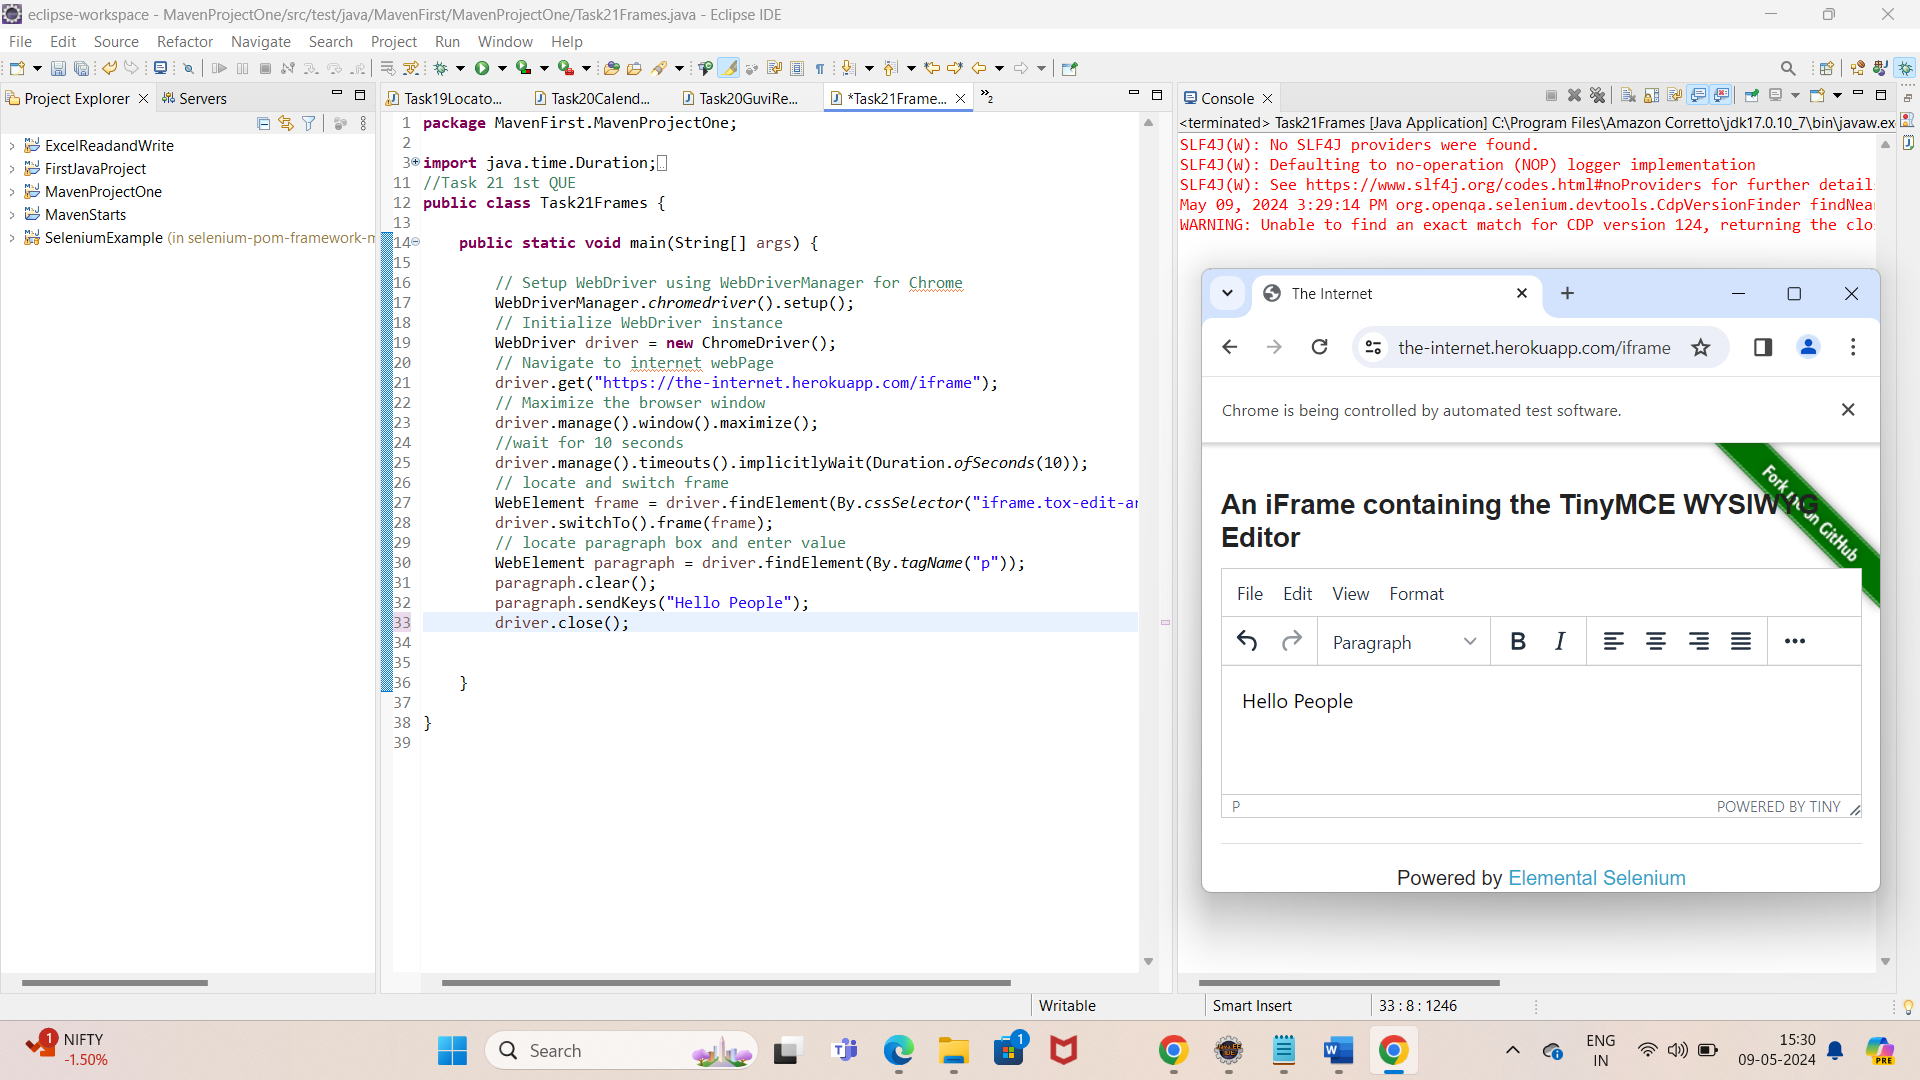 eclipse-workspace - MavenProjectOne/src/test/java/MavenFirst/MavenProjectOne/Task21Frames.java - Eclipse IDE
File Edit Source Refactor Navigate Search Project Run Window Help
Project Explorer
Servers
ExcelReadandWrite
FirstJavaProject
MavenProjectOne
MavenStarts
SeleniumExample (in selenium-pom-framework-m
Task19Locato...
Task20Calend...
Task20GuviRe...
*Task21Frame...
»2
1 package MavenFirst.MavenProjectOne;
2
3 import java.time.Duration;
11 //Task 21 1st QUE
12 public class Task21Frames {
13
14 public static void main(String[] args) {
15
16 // Setup WebDriver using WebDriverManager for Chrome
17 WebDriverManager.chromedriver().setup();
18 // Initialize WebDriver instance
19 WebDriver driver = new ChromeDriver();
20 // Navigate to internet webPage
21 driver.get("https://the-internet.herokuapp.com/iframe");
22 // Maximize the browser window
23 driver.manage().window().maximize();
24 //wait for 10 seconds
25 driver.manage().timeouts().implicitlyWait(Duration.ofSeconds(10));
26 // locate and switch frame
27 WebElement frame = driver.findElement(By.cssSelector("iframe.tox-edit-ar
28 driver.switchTo().frame(frame);
29 // locate paragraph box and enter value
30 WebElement paragraph = driver.findElement(By.tagName("p"));
31 paragraph.clear();
32 paragraph.sendKeys("Hello People");
33 driver.close();
34
35
36 }
37
38 }
39
Console
<terminated> Task21Frames [Java Application] C:\Program Files\Amazon Corretto\jdk17.0.10_7\bin\javaw.ex
SLF4J(W): No SLF4J providers were found.
SLF4J(W): Defaulting to no-operation (NOP) logger implementation
SLF4J(W): See https://www.slf4j.org/codes.html#noProviders for further detail
May 09, 2024 3:29:14 PM org.openqa.selenium.devtools.CdpVersionFinder findNea
WARNING: Unable to find an exact match for CDP version 124, returning the clo
The Internet
the-internet.herokuapp.com/iframe
Chrome is being controlled by automated test software.
Fork me on GitHub
An iFrame containing the TinyMCE WYSIWYG
Editor
File Edit View Format
Paragraph
B I
Hello People
P
POWERED BY TINY
Powered by Elemental Selenium
Writable
Smart Insert
33 : 8 : 1246
1
NIFTY
-1.50%
Search
1
ENG
IN
15:30
09-05-2024
PRE